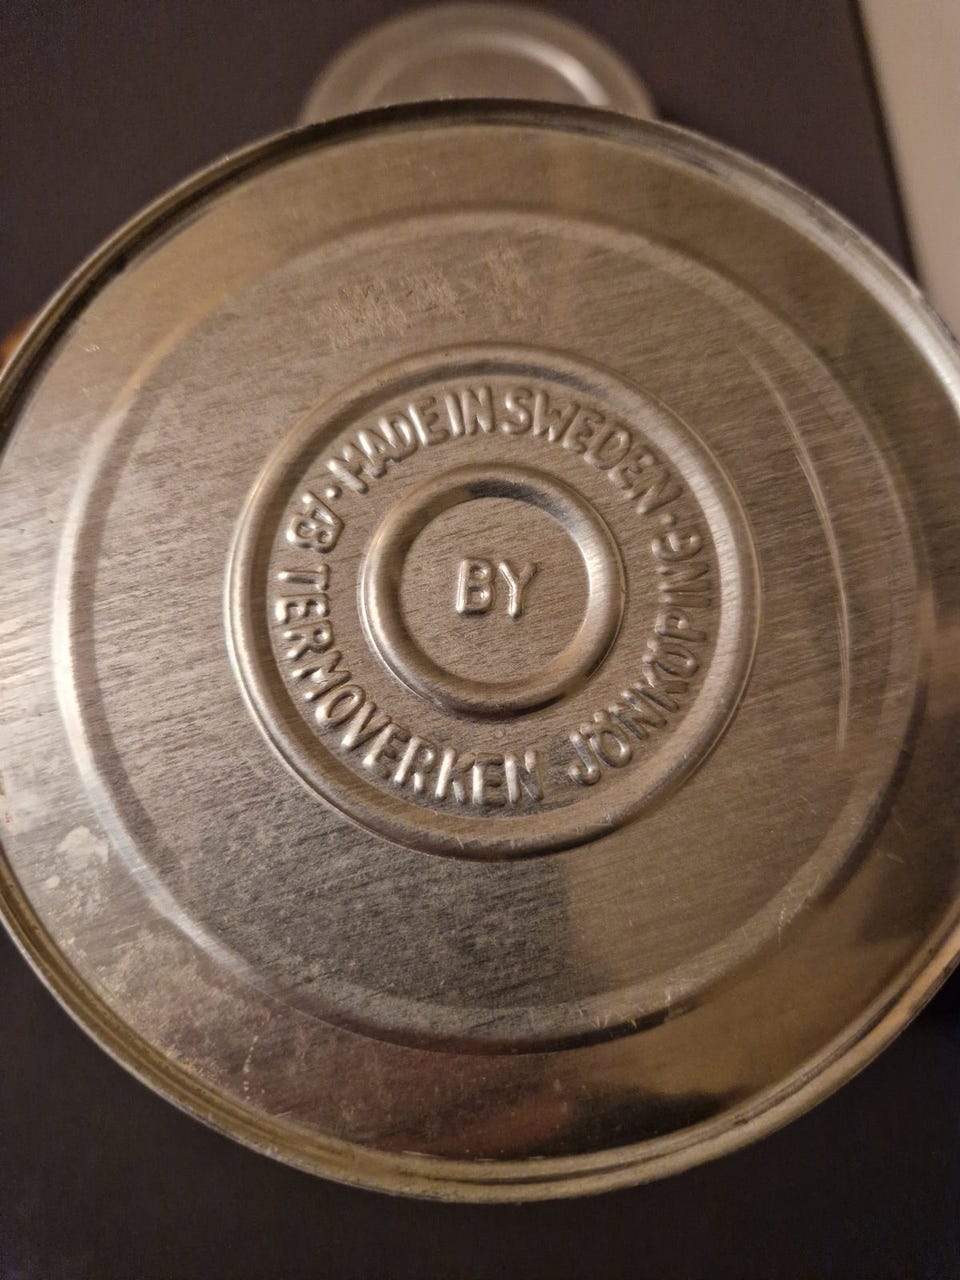 · MADE IN SWEDEN ·
BY
AB TERMOVERKEN JÖNKÖPING